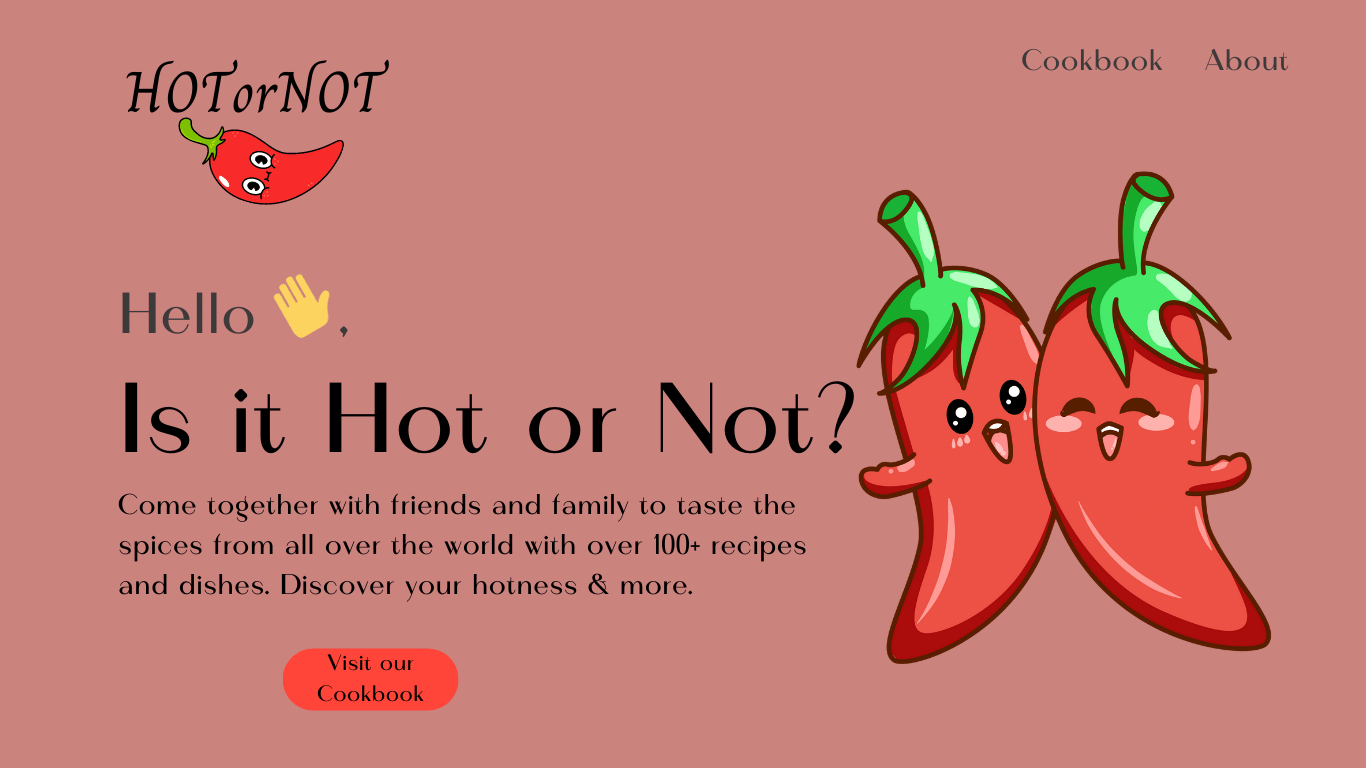 HOTorNOT
Cookbook About
Hello 👋,
Is it Hot or Not?
Come together with friends and family to taste the
spices from all over the world with over 100+ recipes
and dishes. Discover your hotness & more.
Visit our
Cookbook